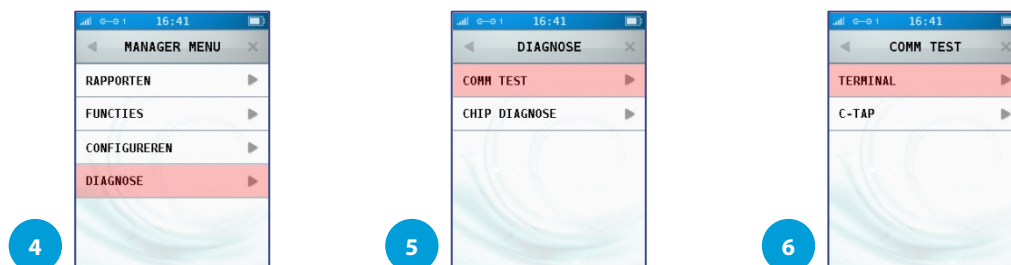 16:41
MANAGER MENU
RAPPORTEN
FUNCTIES
CONFIGUREREN
DIAGNOSE
4
16:41
DIAGNOSE
COMM TEST
CHIP DIAGNOSE
5
16:41
COMM TEST
TERMINAL
C-TAP
6